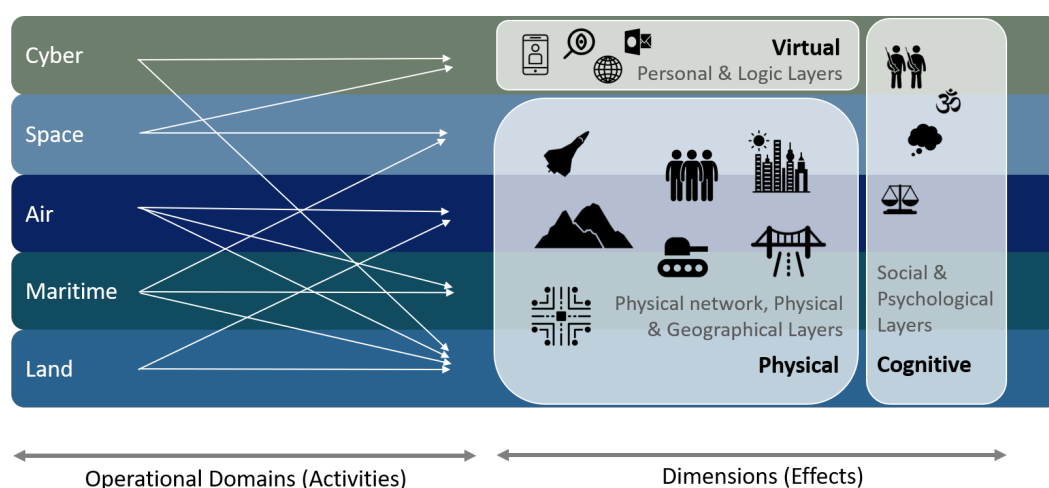 Cyber
Space
Air
Maritime
Land
Virtual
Personal & Logic Layers
ॐ
Physical network, Physical
& Geographical Layers
Physical
Social &
Psychological
Layers
Cognitive
Operational Domains (Activities)
Dimensions (Effects)